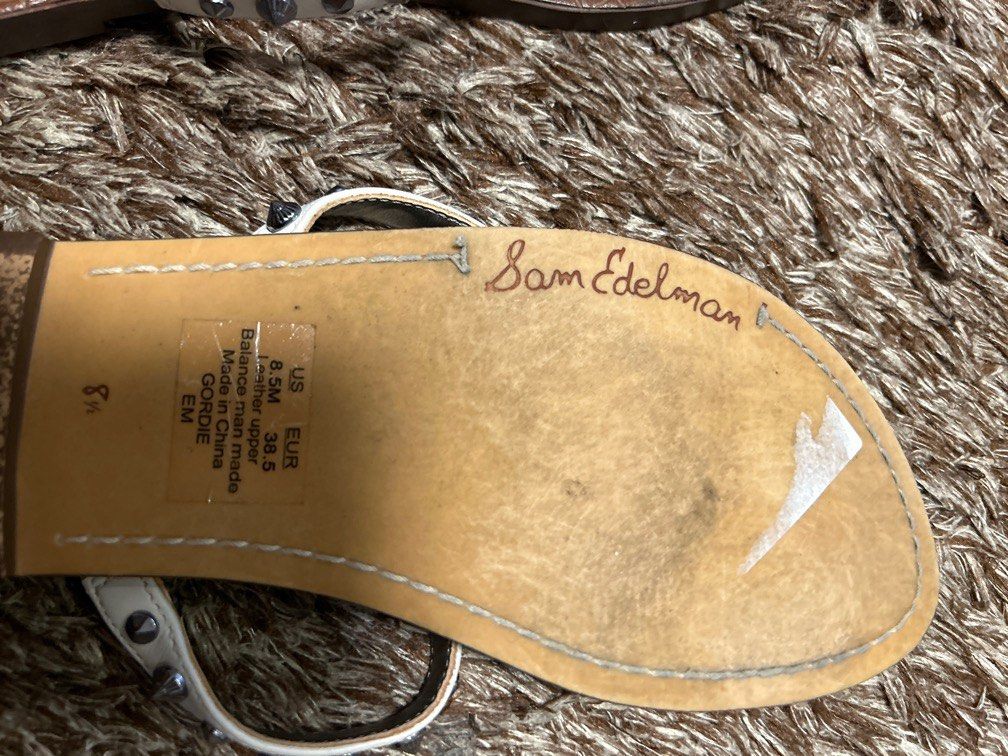 Sam Edelman
US EUR
8.5M 38.5
Leather upper
Balance man made
Made in China
GORDIE
EM
8½